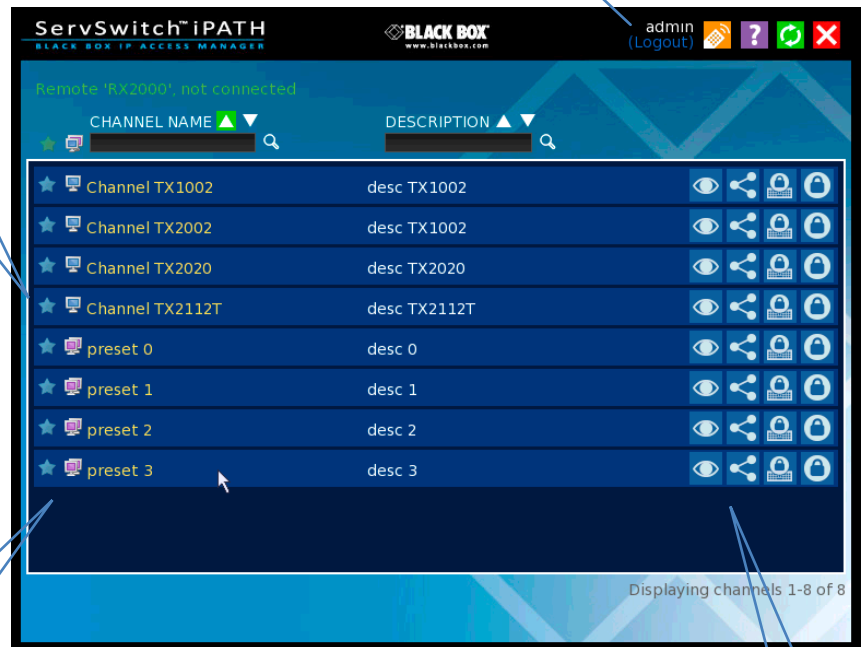 ServSwitch™ iPATH
BLACK BOX IP ACCESS MANAGER
BLACK BOX®
www.blackbox.com
admin
(Logout)
?
Remote 'RX2000', not connected
CHANNEL NAME
DESCRIPTION
Channel TX1002 desc TX1002
Channel TX2002 desc TX1002
Channel TX2020 desc TX2020
Channel TX2112T desc TX2112T
preset 0 desc 0
preset 1 desc 1
preset 2 desc 2
preset 3 desc 3
Displaying channels 1-8 of 8